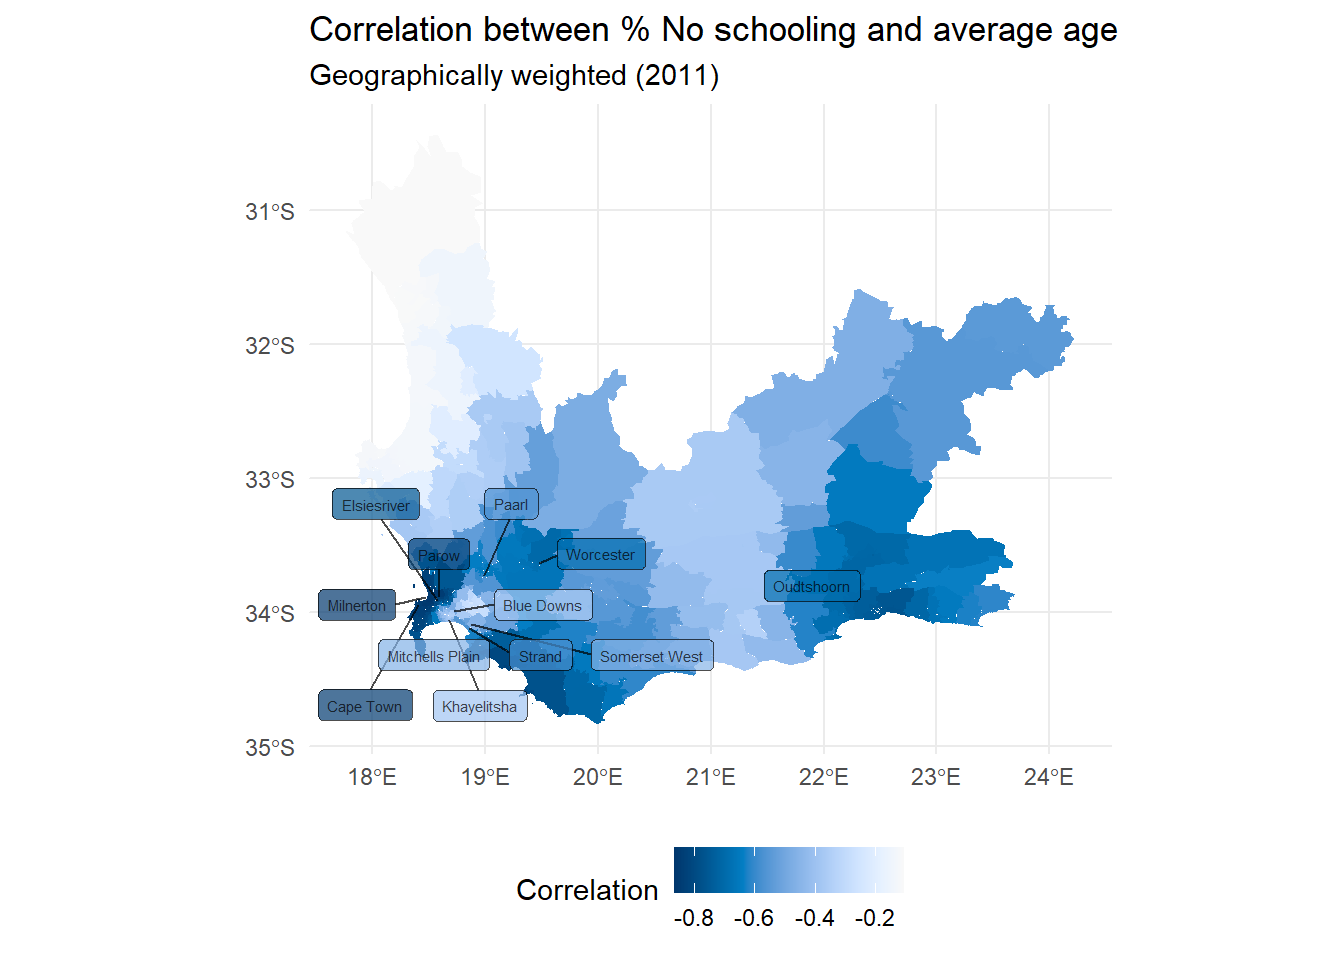 Correlation between % No schooling and average age
Geographically weighted (2011)
31°S
32°S
33°S
34°S
35°S
Elsiesriver
Paarl
Parow
Worcester
Oudtshoorn
Milnerton
Blue Downs
Mitchells Plain
Strand
Somerset West
Cape Town
Khayelitsha
18°E 19°E 20°E 21°E 22°E 23°E 24°E
Correlation
-0.8 -0.6 -0.4 -0.2